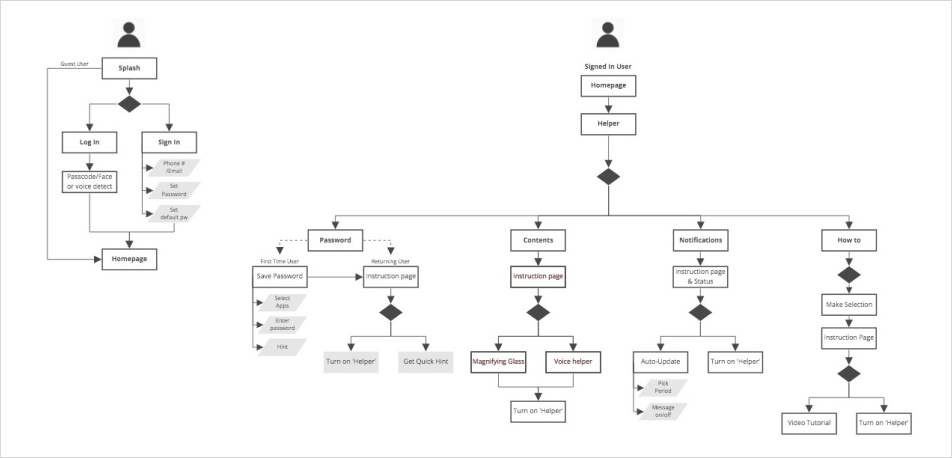 Guest User
Splash
Log In
Sign In
Passcode/Face
or voice detect
Phone #
/Email
Set
Password
Set
default pw
Homepage
Signed In User
Homepage
Helper
Password
Contents
Notifications
How to
First Time User
Returning User
Save Password
Instruction page
Select
Apps
Enter
password
Hint
Turn on 'Helper'
Get Quick Hint
Instruction page
Magnifying Glass
Voice helper
Turn on 'Helper'
Instruction page
& Status
Auto-Update
Turn on 'Helper'
Pick
Period
Message
on/off
Make Selection
Instruction Page
Video Tutorial
Turn on 'Helper'